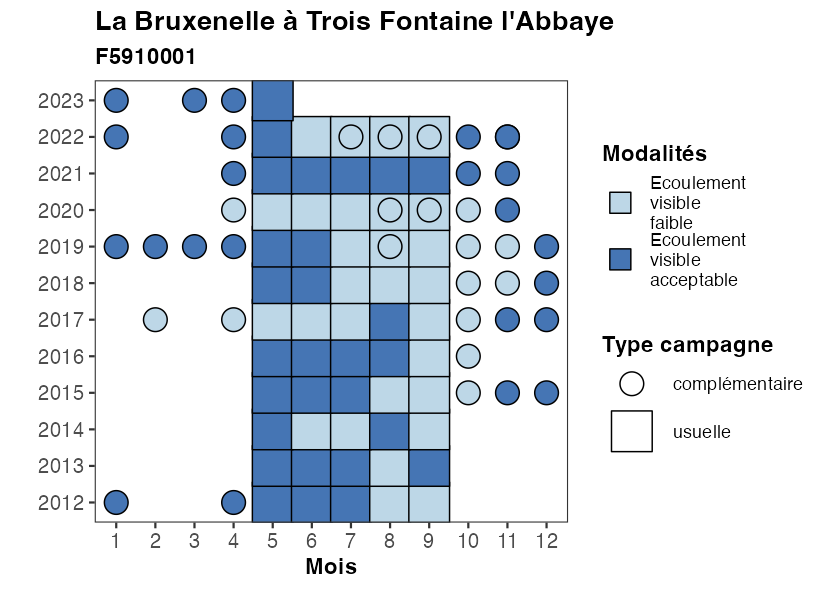 La Bruxenelle à Trois Fontaine l'Abbaye
F5910001
2023
2022
2021
2020
2019
2018
2017
2016
2015
2014
2013
2012
1 2 3 4 5 6 7 8 9 10 11 12
Mois
Modalités
Ecoulement
visible
faible
Ecoulement
visible
acceptable
Type campagne
complémentaire
usuelle